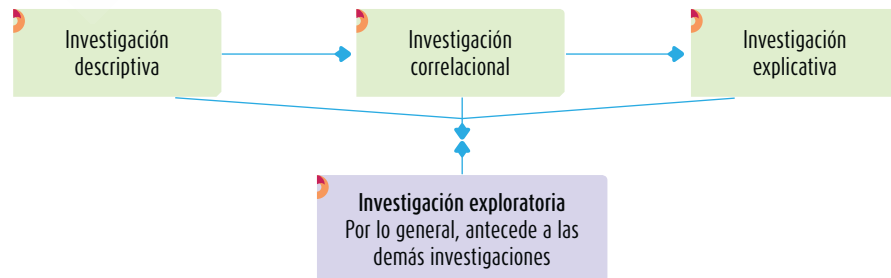 Investigación
descriptiva
Investigación
correlacional
Investigación
explicativa
Investigación exploratoria
Por lo general, antecede a las
demás investigaciones